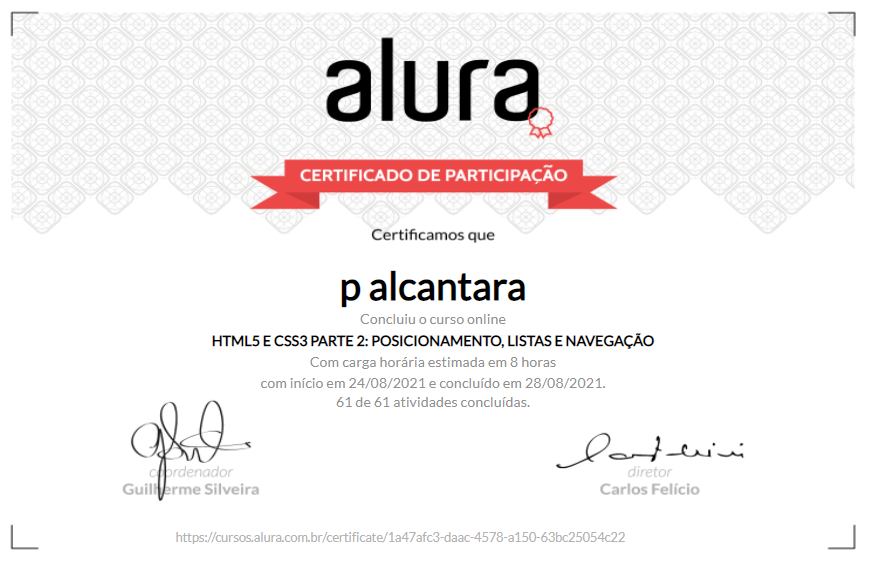 alura
CERTIFICADO DE PARTICIPAÇÃO
Certificamos que
p alcantara
Concluiu o curso online
HTML5 E CSS3 PARTE 2: POSICIONAMENTO, LISTAS E NAVEGAÇÃO
Com carga horária estimada em 8 horas
com início em 24/08/2021 e concluído em 28/08/2021.
61 de 61 atividades concluídas.
coordenador
Guilherme Silveira
diretor
Carlos Felício
https://cursos.alura.com.br/certificate/1a47afc3-daac-4578-a150-63bc25054c22